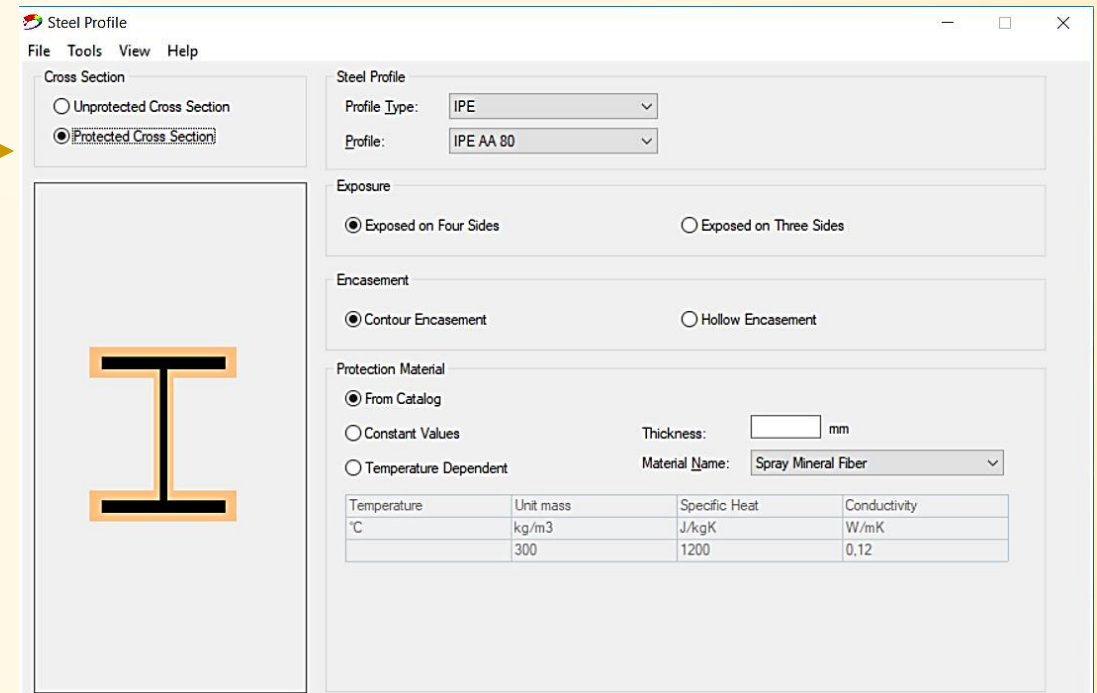 Steel Profile
File Tools View Help
Cross Section
Unprotected Cross Section
Protected Cross Section
Steel Profile
Profile Type: IPE
Profile: IPE AA 80
Exposure
Exposed on Four Sides Exposed on Three Sides
Encasement
Contour Encasement Hollow Encasement
Protection Material
From Catalog
Constant Values Thickness: mm
Temperature Dependent Material Name: Spray Mineral Fiber
Temperature Unit mass Specific Heat Conductivity
°C kg/m3 J/kgK W/mK
300 1200 0,12